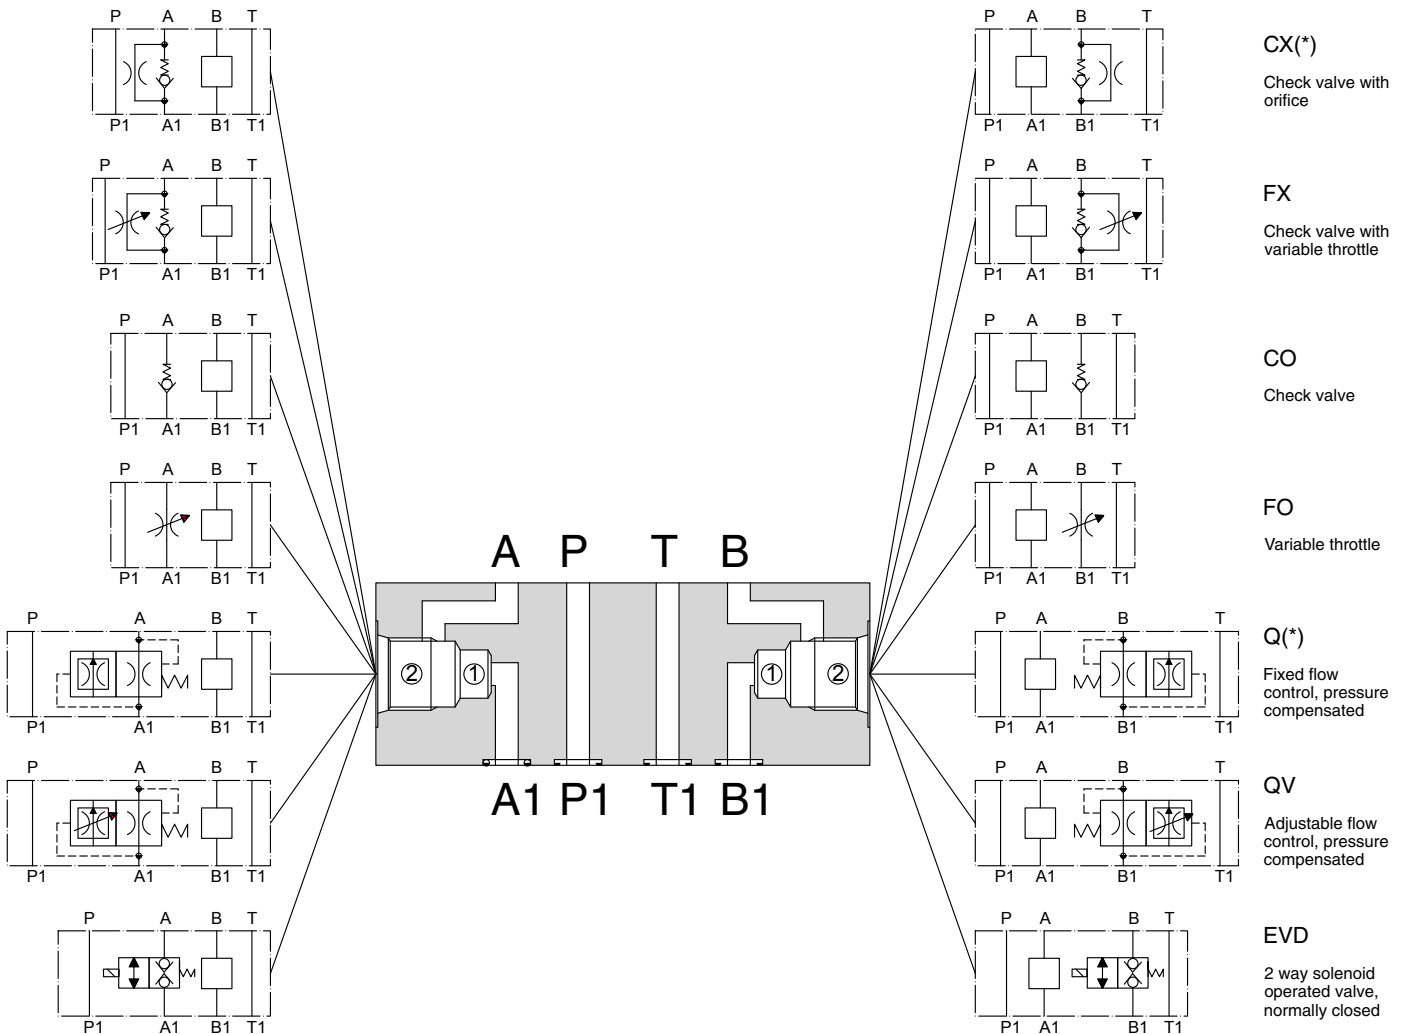 P A B T
P1 A1 B1 T1
P A B T
P1 A1 B1 T1
CX(*)
Check valve with
orifice
P A B T
P1 A1 B1 T1
P A B T
P1 A1 B1 T1
FX
Check valve with
variable throttle
P A B T
P1 A1 B1 T1
P A B T
P1 A1 B1 T1
CO
Check valve
P A B T
P1 A1 B1 T1
P A B T
P1 A1 B1 T1
FO
Variable throttle
A P T B
2 1 1 2
A1 P1 T1 B1
P A B T
P1 A1 B1 T1
P A B T
P1 A1 B1 T1
Q(*)
Fixed flow
control, pressure
compensated
P A B T
P1 A1 B1 T1
P A B T
P1 A1 B1 T1
QV
Adjustable flow
control, pressure
compensated
P A B T
P1 A1 B1 T1
P A B T
P1 A1 B1 T1
EVD
2 way solenoid
operated valve,
normally closed